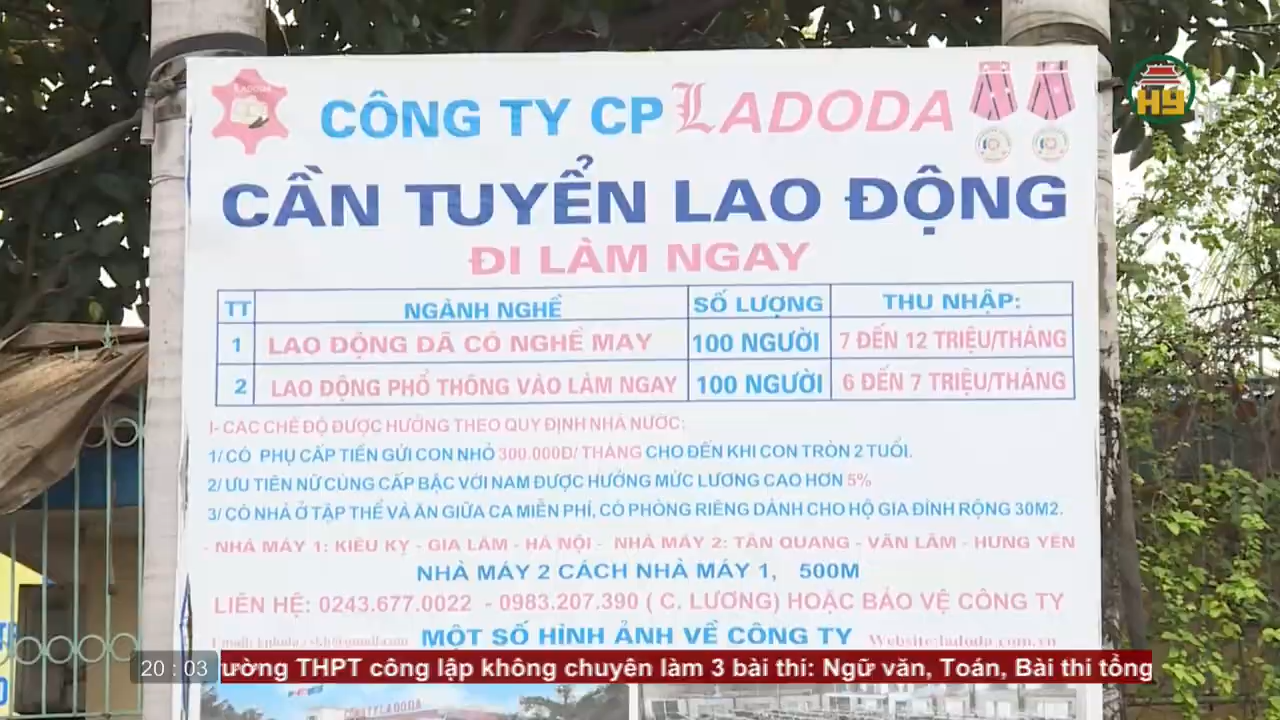 LADODA
CÔNG TY CP LADODA
HY
CẦN TUYỂN LAO ĐỘNG
ĐI LÀM NGAY
TT NGÀNH NGHỀ SỐ LƯỢNG THU NHẬP:
1 LAO ĐỘNG ĐÃ CÓ NGHỀ MAY 100 NGƯỜI 7 ĐẾN 12 TRIỆU/THÁNG
2 LAO ĐỘNG PHỔ THÔNG VÀO LÀM NGAY 100 NGƯỜI 6 ĐẾN 7 TRIỆU/THÁNG
I- CÁC CHẾ ĐỘ ĐƯỢC HƯỞNG THEO QUY ĐỊNH NHÀ NƯỚC:
1/ CÓ PHỤ CẤP TIỀN GỬI CON NHỎ 300.000D/ THÁNG CHO ĐẾN KHI CON TRÒN 2 TUỔI.
2/ ƯU TIÊN NỮ CÙNG CẤP BẬC VỚI NAM ĐƯỢC HƯỞNG MỨC LƯƠNG CAO HƠN 5%
3/ CÓ NHÀ Ở TẬP THỂ VÀ ĂN GIỮA CA MIỄN PHÍ, CÓ PHÒNG RIÊNG DÀNH CHO HỘ GIA ĐÌNH RỘNG 30M2.
- NHÀ MÁY 1: KIÊU KỴ - GIA LÂM - HÀ NỘI - NHÀ MÁY 2: TÂN QUANG - VĂN LÂM - HƯNG YÊN
NHÀ MÁY 2 CÁCH NHÀ MÁY 1, 500M
LIÊN HỆ: 0243.677.0022 - 0983.207.390 ( C. LƯƠNG) HOẶC BẢO VỆ CÔNG TY
MỘT SỐ HÌNH ẢNH VỀ CÔNG TY Website:ladoda.com.vn
20 : 03 ường THPT công lập không chuyên làm 3 bài thi: Ngữ văn, Toán, Bài thi tổng
CÔNG TY LADODA